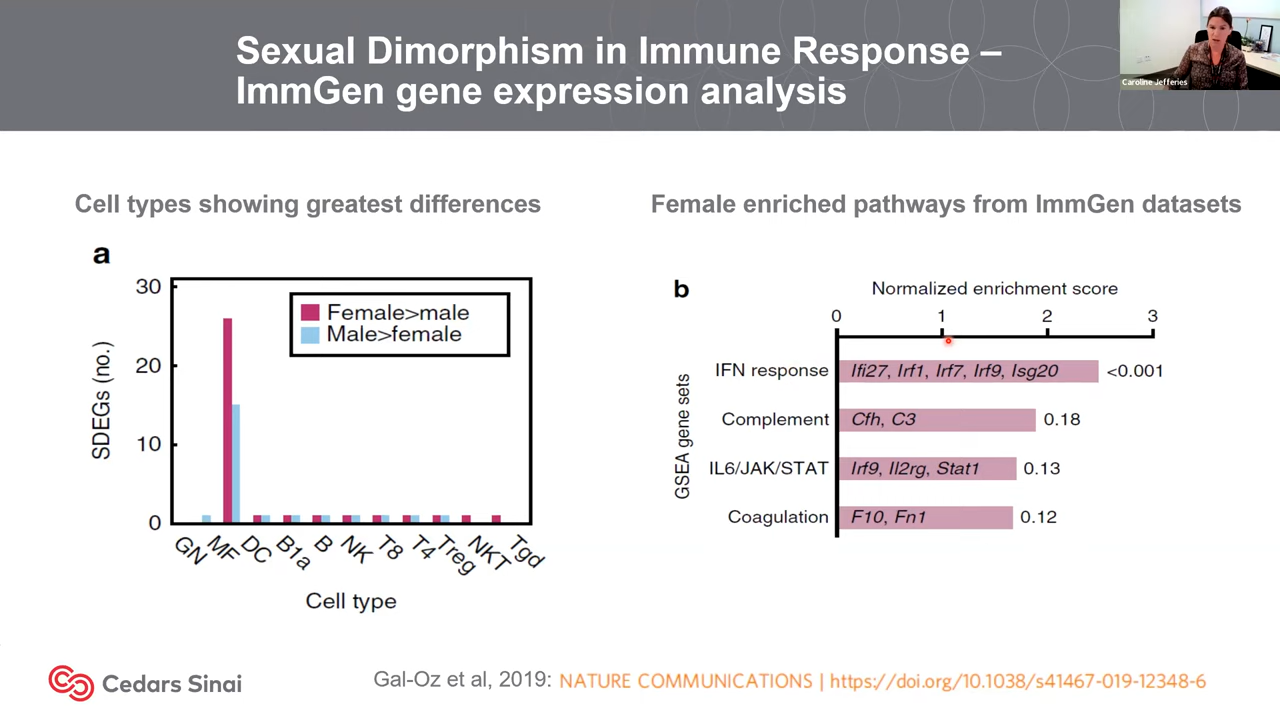 Sexual Dimorphism in Immune Response –
ImmGen gene expression analysis
Caroline Jefferies
Cell types showing greatest differences
a
30
20
10
0
SDEGs (no.)
Female>male
Male>female
GN
MF
DC
B1a
B
NK
T8
T4
Treg
NKT
Tgd
Cell type
Female enriched pathways from ImmGen datasets
b
Normalized enrichment score
0 1 2 3
GSEA gene sets
IFN response Ifi27, Irf1, Irf7, Irf9, Isg20 <0.001
Complement Cfh, C3 0.18
IL6/JAK/STAT Irf9, Il2rg, Stat1 0.13
Coagulation F10, Fn1 0.12
Cedars Sinai
Gal-Oz et al, 2019: NATURE COMMUNICATIONS | https://doi.org/10.1038/s41467-019-12348-6